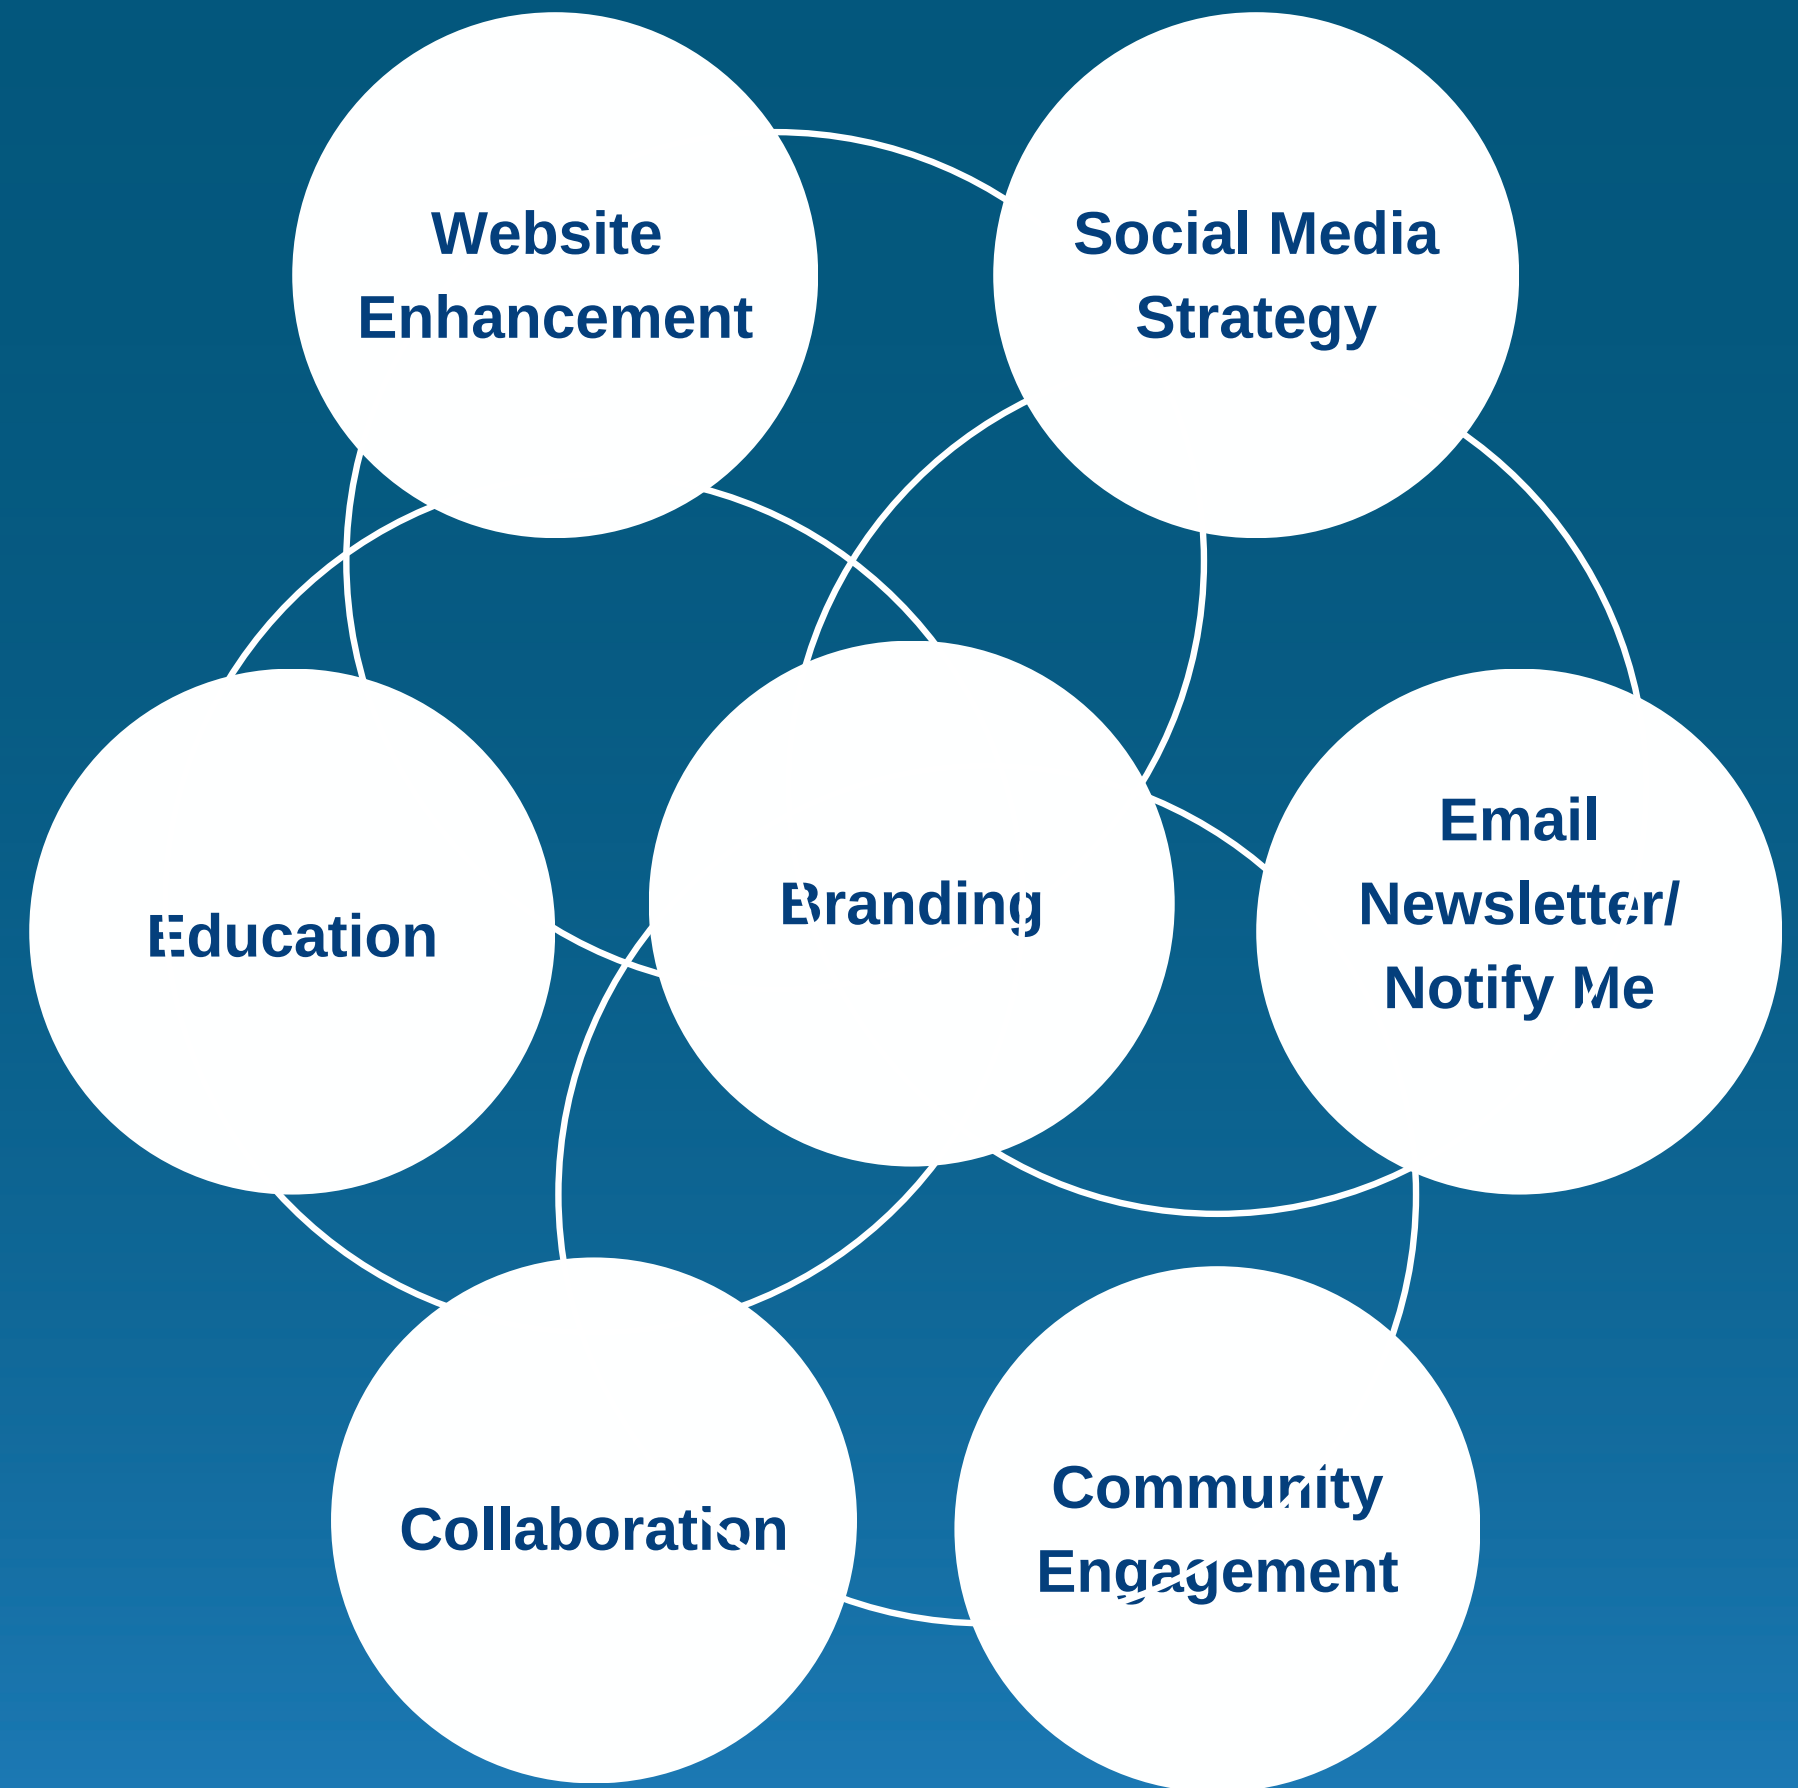 Website
Enhancement
Social Media
Strategy
Education
Branding
Email
Newsletter/
Notify Me
Collaboration
Community
Engagement